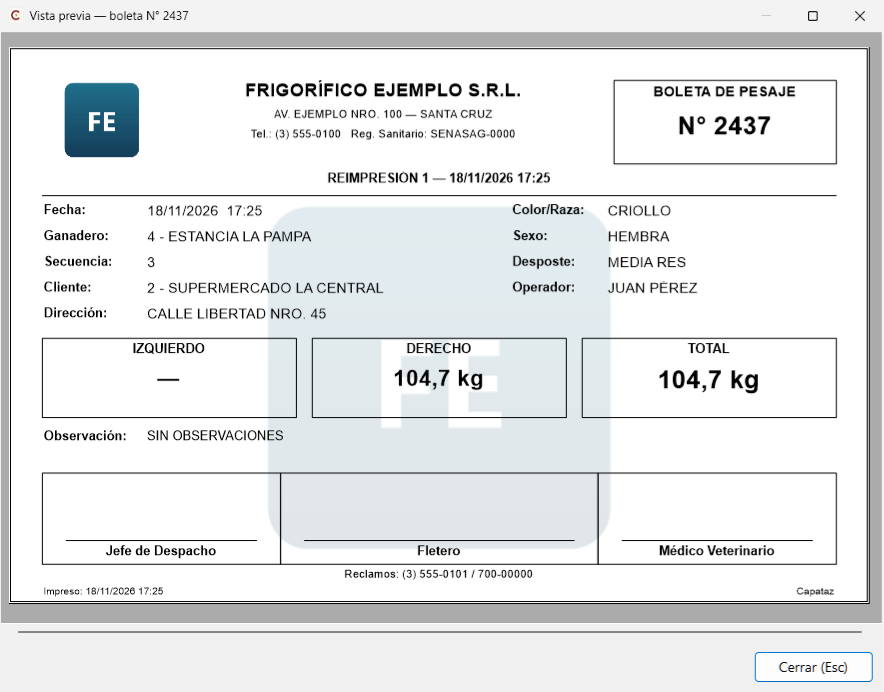 Vista previa — boleta N° 2437
FE
FRIGORÍFICO EJEMPLO S.R.L.
AV. EJEMPLO NRO. 100 — SANTA CRUZ
Tel.: (3) 555-0100 Reg. Sanitario: SENASAG-0000
BOLETA DE PESAJE
N° 2437
REIMPRESIÓN 1 — 18/11/2026 17:25
Fecha: 18/11/2026 17:25 Color/Raza: CRIOLLO
Ganadero: 4 - ESTANCIA LA PAMPA Sexo: HEMBRA
Secuencia: 3 Desposte: MEDIA RES
Cliente: 2 - SUPERMERCADO LA CENTRAL Operador: JUAN PÉREZ
Dirección: CALLE LIBERTAD NRO. 45
IZQUIERDO DERECHO TOTAL
— 104,7 kg 104,7 kg
FE
Observación: SIN OBSERVACIONES
Jefe de Despacho Fletero Médico Veterinario
Reclamos: (3) 555-0101 / 700-00000
Impreso: 18/11/2026 17:25 Capataz
Cerrar (Esc)